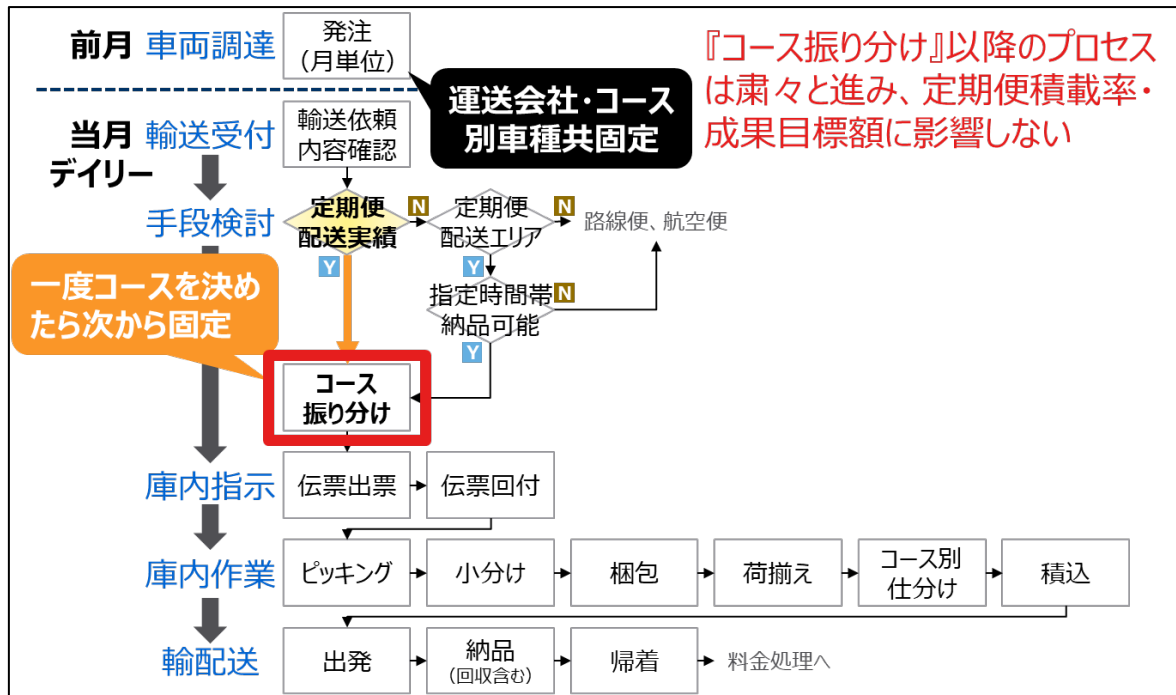 前月 車両調達
発注
（月単位）
運送会社・コース
別車種共固定
『コース振り分け』以降のプロセス
は粛々と進み、定期便積載率・
成果目標額に影響しない
当月 輸送受付
デイリー
輸送依頼
内容確認
手段検討
定期便
配送実績
N
定期便
配送エリア
N
路線便、航空便
Y
Y
一度コースを決め
たら次から固定
指定時間帯
納品可能
N
Y
コース
振り分け
庫内指示
伝票出票
伝票回付
庫内作業
ピッキング
小分け
梱包
荷揃え
コース別
仕分け
積込
輸配送
出発
納品
（回収含む）
帰着
料金処理へ